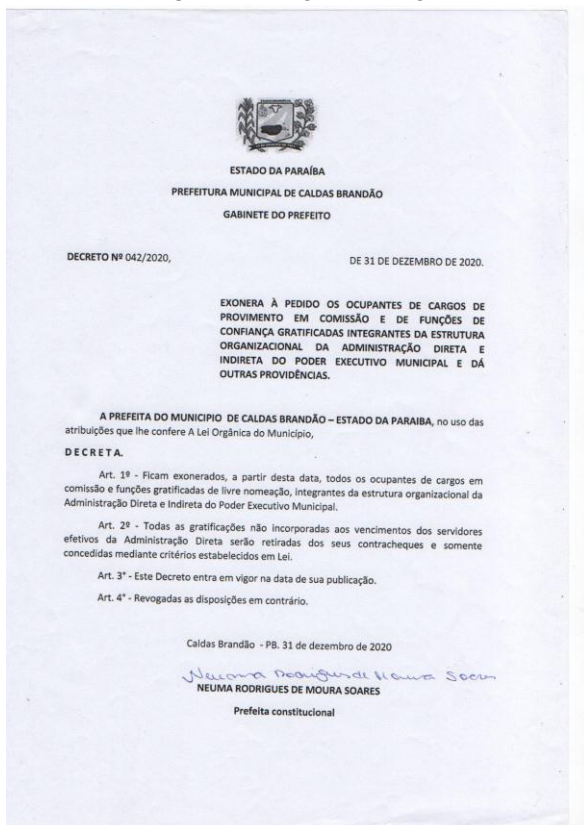 ESTADO DA PARAÍBA
PREFEITURA MUNICIPAL DE CALDAS BRANDÃO
GABINETE DO PREFEITO
DECRETO Nº 042/2020, DE 31 DE DEZEMBRO DE 2020.
EXONERA À PEDIDO OS OCUPANTES DE CARGOS DE
PROVIMENTO EM COMISSÃO E DE FUNÇÕES DE
CONFIANÇA GRATIFICADAS INTEGRANTES DA ESTRUTURA
ORGANIZACIONAL DA ADMINISTRAÇÃO DIRETA E
INDIRETA DO PODER EXECUTIVO MUNICIPAL E DÁ
OUTRAS PROVIDÊNCIAS.
A PREFEITA DO MUNICIPIO DE CALDAS BRANDÃO – ESTADO DA PARAIBA, no uso das
atribuições que lhe confere A Lei Orgânica do Município,
DECRETA.
Art. 1º - Ficam exonerados, a partir desta data, todos os ocupantes de cargos em
comissão e funções gratificadas de livre nomeação, integrantes da estrutura organizacional da
Administração Direta e Indireta do Poder Executivo Municipal.
Art. 2º - Todas as gratificações não incorporadas aos vencimentos dos servidores
efetivos da Administração Direta serão retiradas dos seus contracheques e somente
concedidas mediante critérios estabelecidos em Lei.
Art. 3° - Este Decreto entra em vigor na data de sua publicação.
Art. 4° - Revogadas as disposições em contrário.
Caldas Brandão - PB. 31 de dezembro de 2020
Neuma Rodrigues de Moura Soares
NEUMA RODRIGUES DE MOURA SOARES
Prefeita constitucional